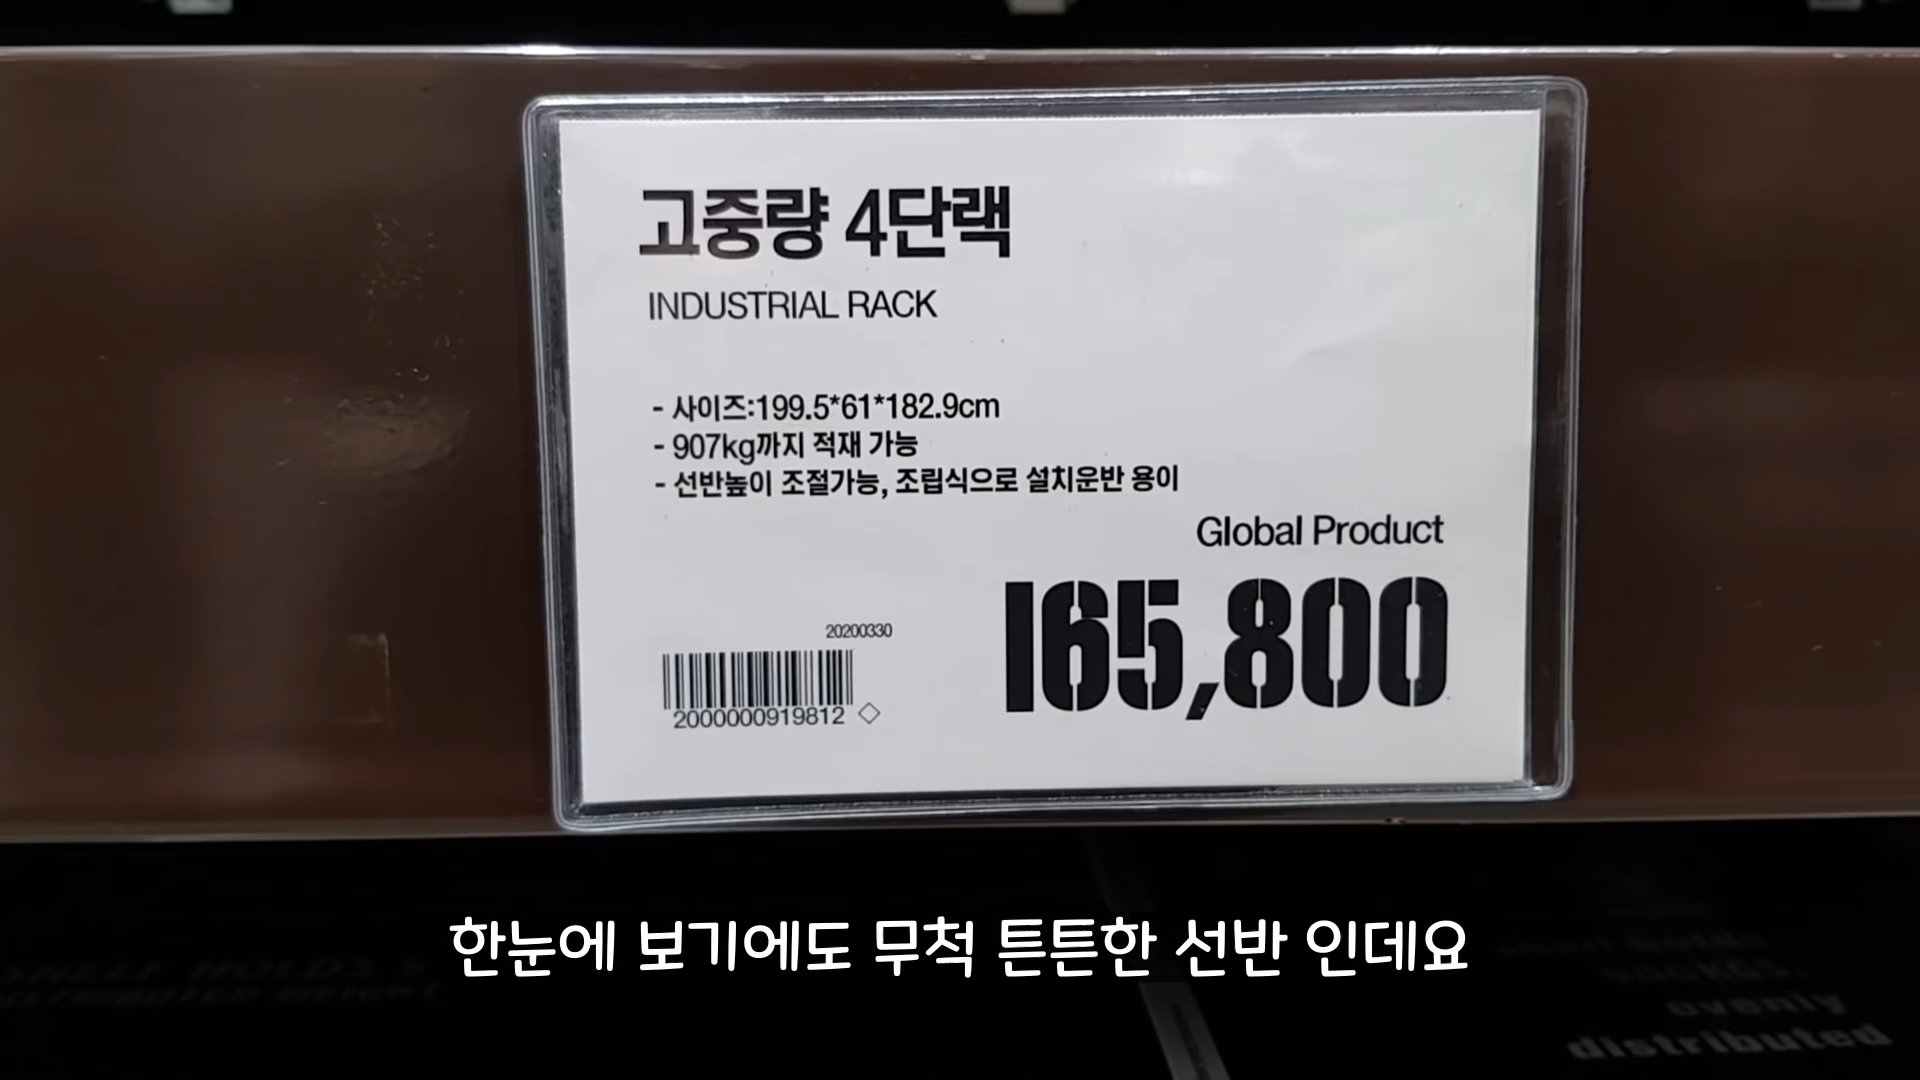 고중량 4단랙
INDUSTRIAL RACK
- 사이즈:199.5*61*182.9cm
- 907kg까지 적재 가능
- 선반높이 조절가능, 조립식으로 설치운반 용이
Global Product
165,800
20200330
2000000919812
한눈에 보기에도 무척 튼튼한 선반 인데요
evenly
distributed